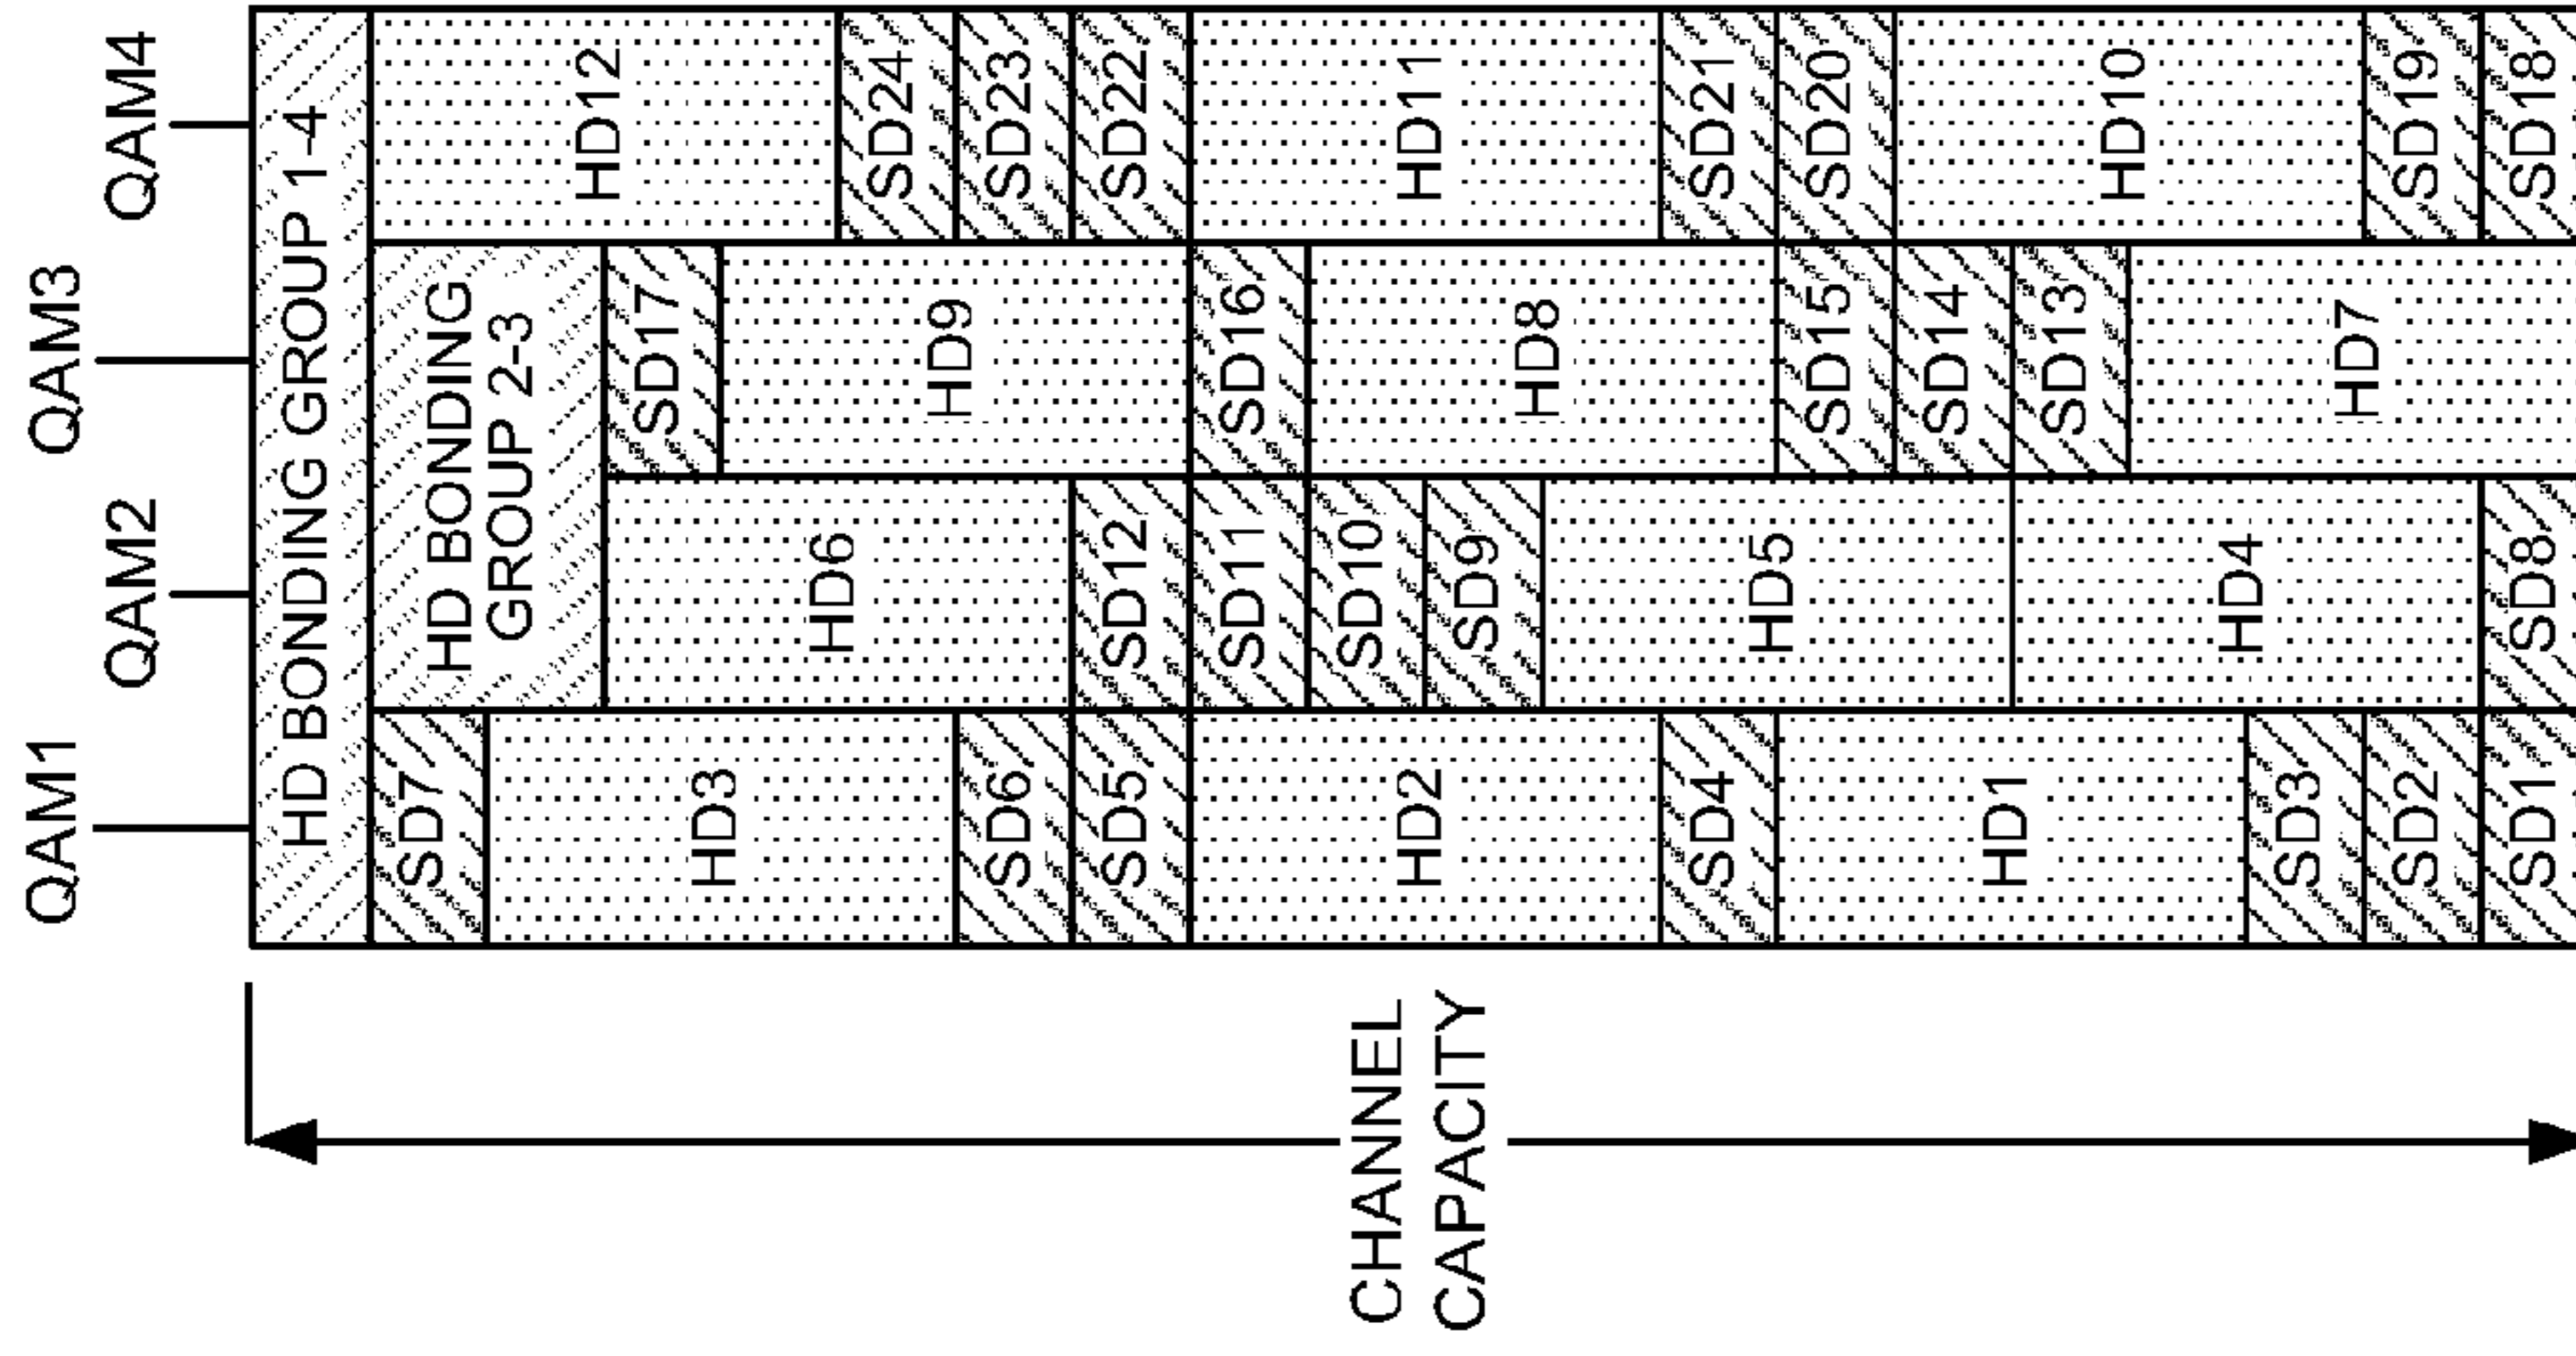 QAM1
QAM2
QAM3
QAM4
HD BONDING GROUP 1-4
SD7
HD BONDING
GROUP 2-3
HD12
HD3
HD6
SD17
SD24
HD9
SD6
SD23
SD5
SD12
SD22
HD2
SD11
SD16
HD11
SD10
HD8
SD9
SD4
HD5
SD21
SD15
SD20
HD1
SD14
HD10
SD13
SD3
HD4
HD7
SD2
SD19
SD1
SD8
SD18
CHANNEL
CAPACITY